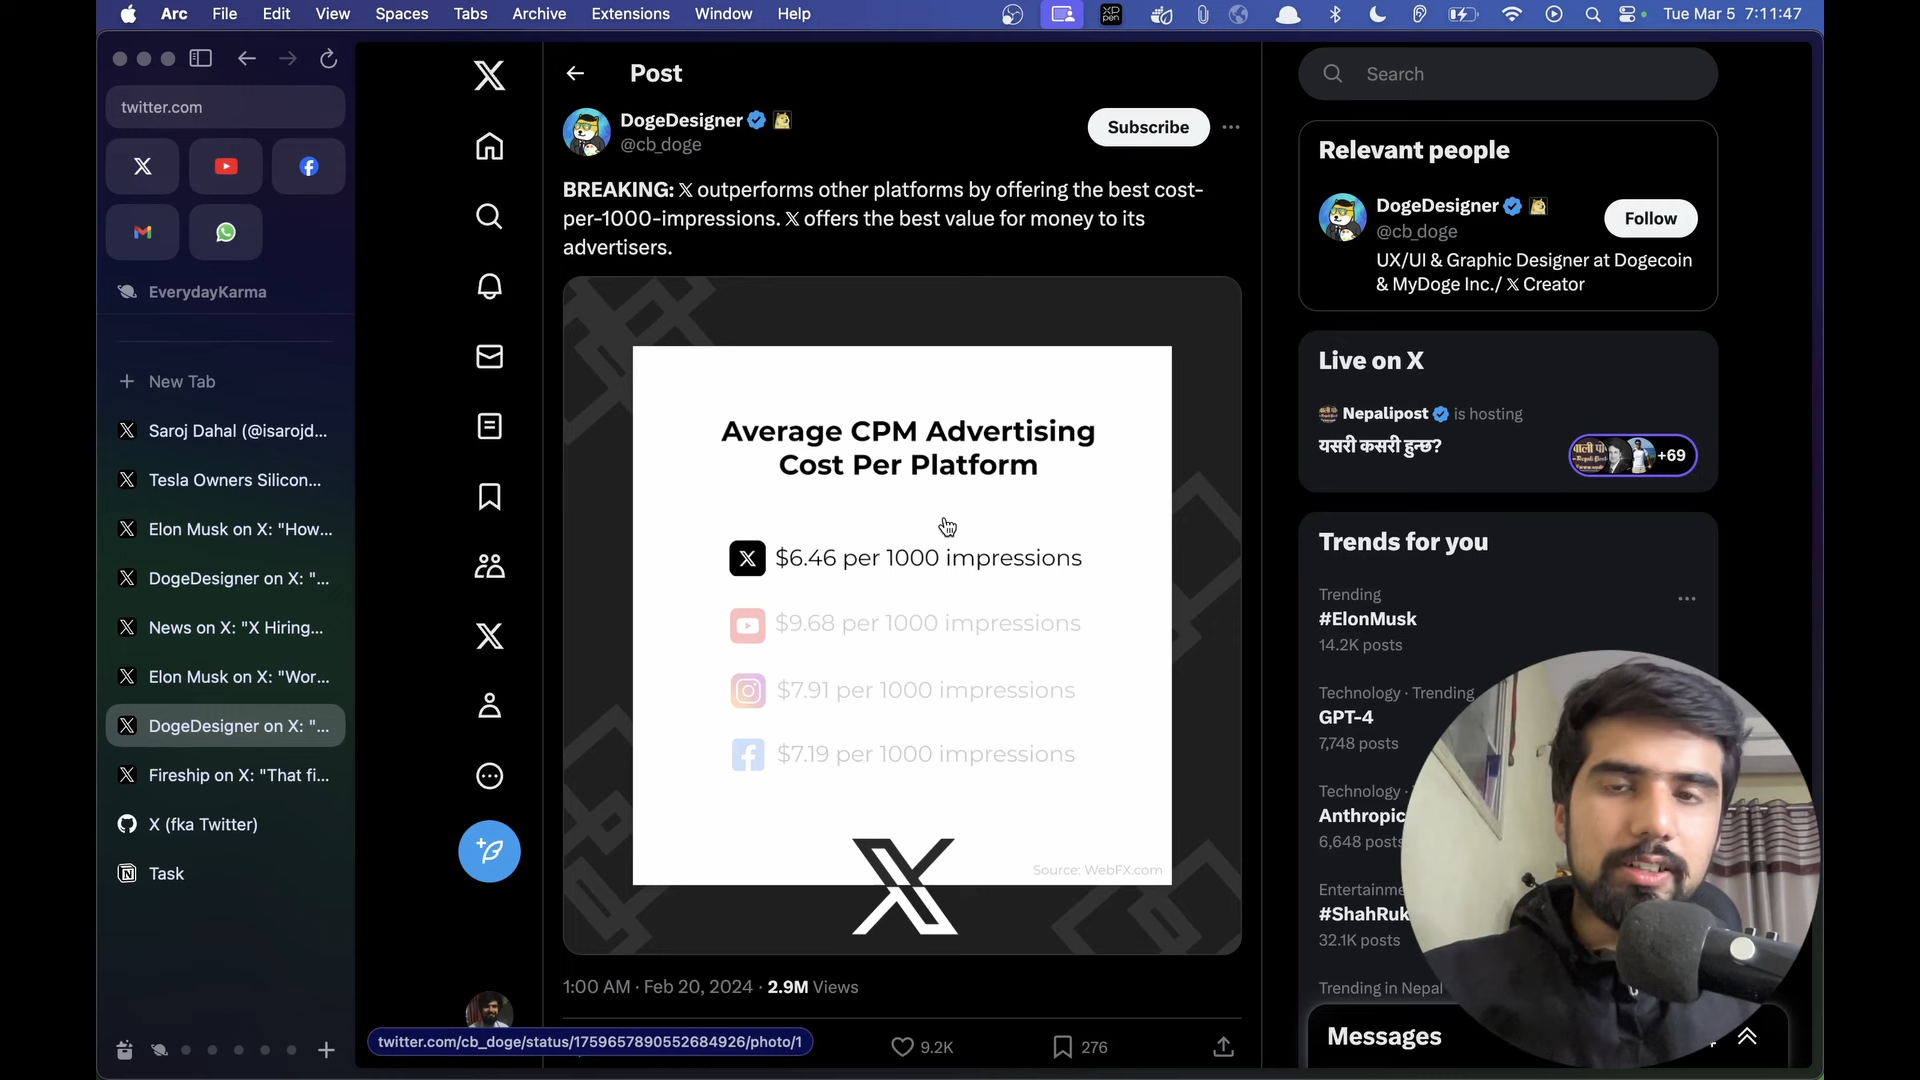 Arc File Edit View Spaces Tabs Archive Extensions Window Help
XP
pen
Tue Mar 5 7:11:47
twitter.com
EverydayKarma
New Tab
Saroj Dahal (@isarojd...
Tesla Owners Silicon...
Elon Musk on X: "How...
DogeDesigner on X: "...
News on X: "X Hiring...
Elon Musk on X: "Wor...
DogeDesigner on X: "...
Fireship on X: "That fi...
X (fka Twitter)
Task
Post
DogeDesigner
@cb_doge
Subscribe
BREAKING: 𝕏 outperforms other platforms by offering the best cost-
per-1000-impressions. 𝕏 offers the best value for money to its
advertisers.
Average CPM Advertising
Cost Per Platform
$6.46 per 1000 impressions
$9.68 per 1000 impressions
$7.91 per 1000 impressions
$7.19 per 1000 impressions
Source: WebFX.com
1:00 AM · Feb 20, 2024 · 2.9M Views
twitter.com/cb_doge/status/1759657890552684926/photo/1
9.2K
276
Search
Relevant people
DogeDesigner
@cb_doge
Follow
UX/UI & Graphic Designer at Dogecoin
& MyDoge Inc./ 𝕏 Creator
Live on X
Nepalipost is hosting
यसरी कसरी हुन्छ?
+69
Trends for you
Trending
#ElonMusk
14.2K posts
Technology · Trending
GPT-4
7,748 posts
Technology ·
Anthropic
6,648 posts
#ShahRuk
32.1K posts
Trending in Nepal
Messages